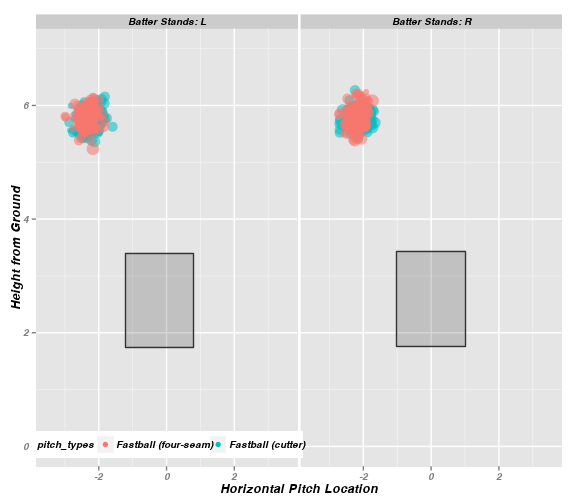 Batter Stands: L
Batter Stands: R
Height from Ground
6
4
2
0
pitch_types Fastball (four-seam) Fastball (cutter)
-2 0 2 -2 0 2
Horizontal Pitch Location